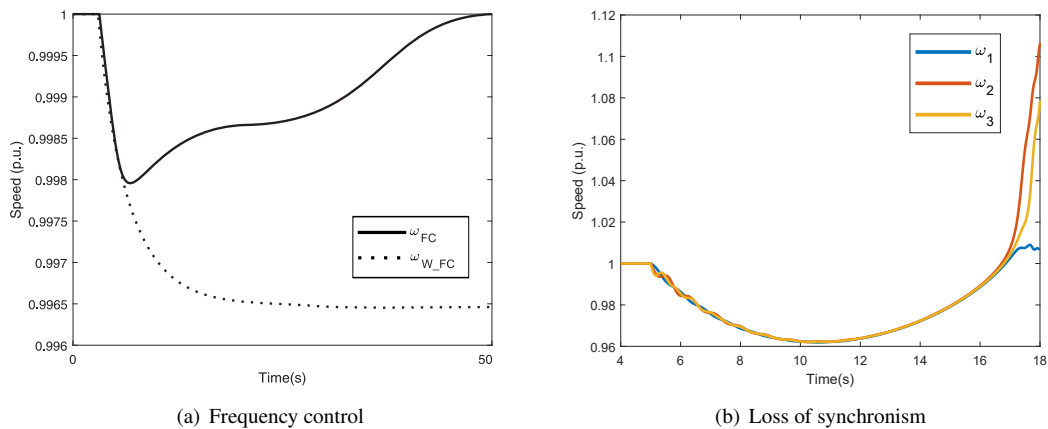 1
0.9995
0.999
0.9985
0.998
0.9975
0.997
0.9965
0.996
Speed (p.u.)
ω_FC
ω_W_FC
0
50
Time(s)
(a) Frequency control
1.12
1.1
1.08
1.06
1.04
1.02
1
0.98
0.96
Speed (p.u.)
ω_1
ω_2
ω_3
4
6
8
10
12
14
16
18
Time(s)
(b) Loss of synchronism